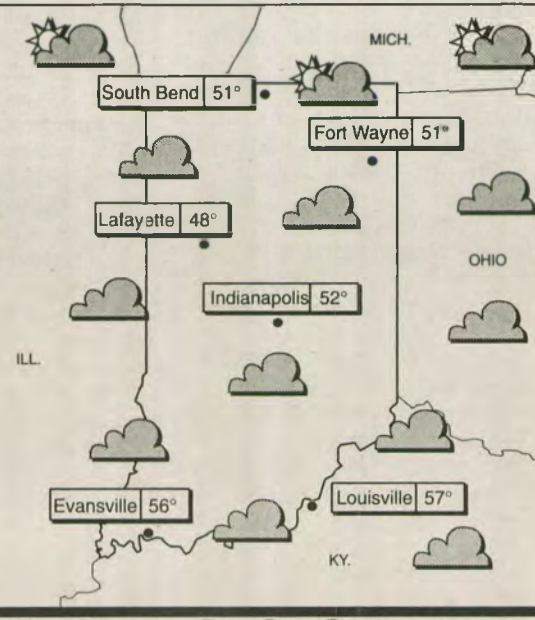 MICH.
South Bend 51°
Fort Wayne 51°
Lafayette 48°
OHIO
Indianapolis 52°
ILL.
Evansville 56°
Louisville 57°
KY.